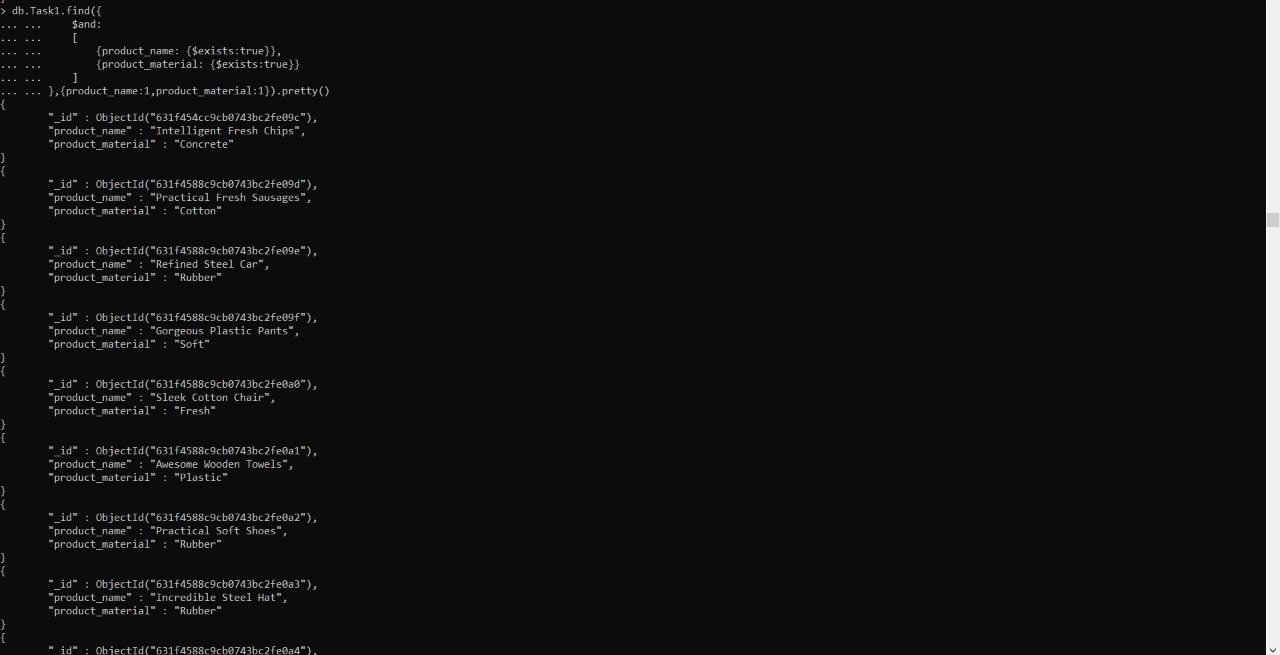 > db.Task1.find({
... ...     $and:
... ...     [
... ...         {product_name: {$exists:true}},
... ...         {product_material: {$exists:true}}
... ...     ]
... ... },{product_name:1,product_material:1}).pretty()
{
        "_id" : ObjectId("631f454cc9cb0743bc2fe09c"),
        "product_name" : "Intelligent Fresh Chips",
        "product_material" : "Concrete"
}
{
        "_id" : ObjectId("631f4588c9cb0743bc2fe09d"),
        "product_name" : "Practical Fresh Sausages",
        "product_material" : "Cotton"
}
{
        "_id" : ObjectId("631f4588c9cb0743bc2fe09e"),
        "product_name" : "Refined Steel Car",
        "product_material" : "Rubber"
}
{
        "_id" : ObjectId("631f4588c9cb0743bc2fe09f"),
        "product_name" : "Gorgeous Plastic Pants",
        "product_material" : "Soft"
}
{
        "_id" : ObjectId("631f4588c9cb0743bc2fe0a0"),
        "product_name" : "Sleek Cotton Chair",
        "product_material" : "Fresh"
}
{
        "_id" : ObjectId("631f4588c9cb0743bc2fe0a1"),
        "product_name" : "Awesome Wooden Towels",
        "product_material" : "Plastic"
}
{
        "_id" : ObjectId("631f4588c9cb0743bc2fe0a2"),
        "product_name" : "Practical Soft Shoes",
        "product_material" : "Rubber"
}
{
        "_id" : ObjectId("631f4588c9cb0743bc2fe0a3"),
        "product_name" : "Incredible Steel Hat",
        "product_material" : "Rubber"
}
{
        "_id" : ObjectId("631f4588c9cb0743bc2fe0a4"),